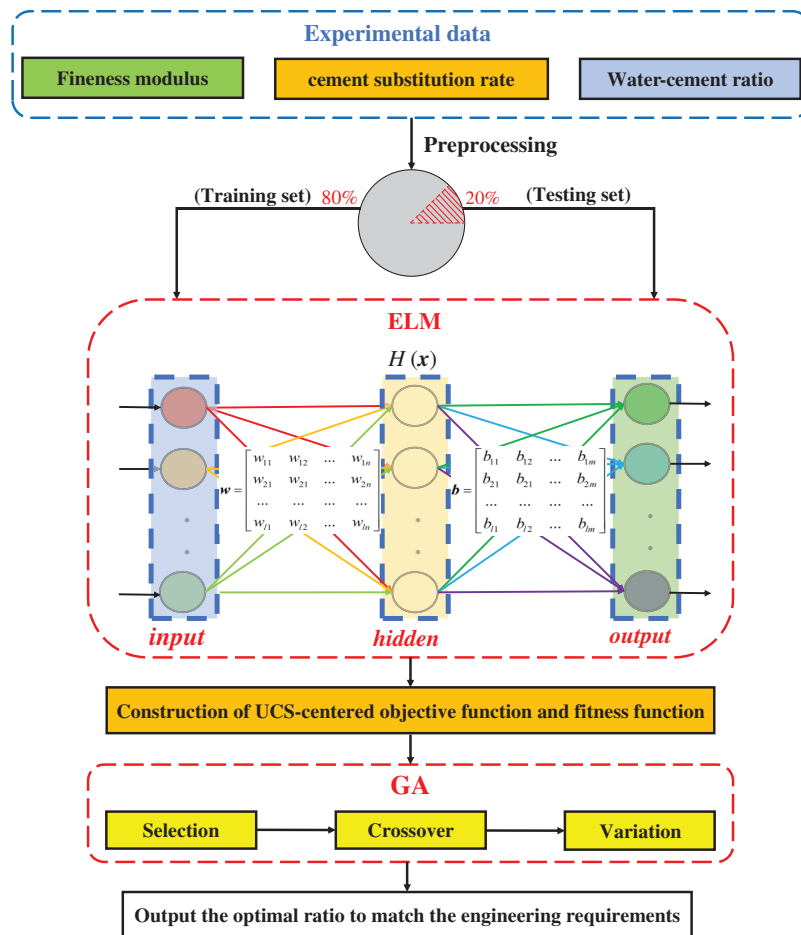 Experimental data
Fineness modulus
cement substitution rate
Water-cement ratio
Preprocessing
(Training set) 80%
20% (Testing set)
ELM
H (x)
w = [w11 w12 ... w1n
w21 w21 ... w2n
... ... ... ...
wl1 wl2 ... wln]
b = [b11 b12 ... b1m
b21 b21 ... b2m
... ... ... ...
bl1 bl2 ... blm]
input
hidden
output
Construction of UCS-centered objective function and fitness function
GA
Selection
Crossover
Variation
Output the optimal ratio to match the engineering requirements